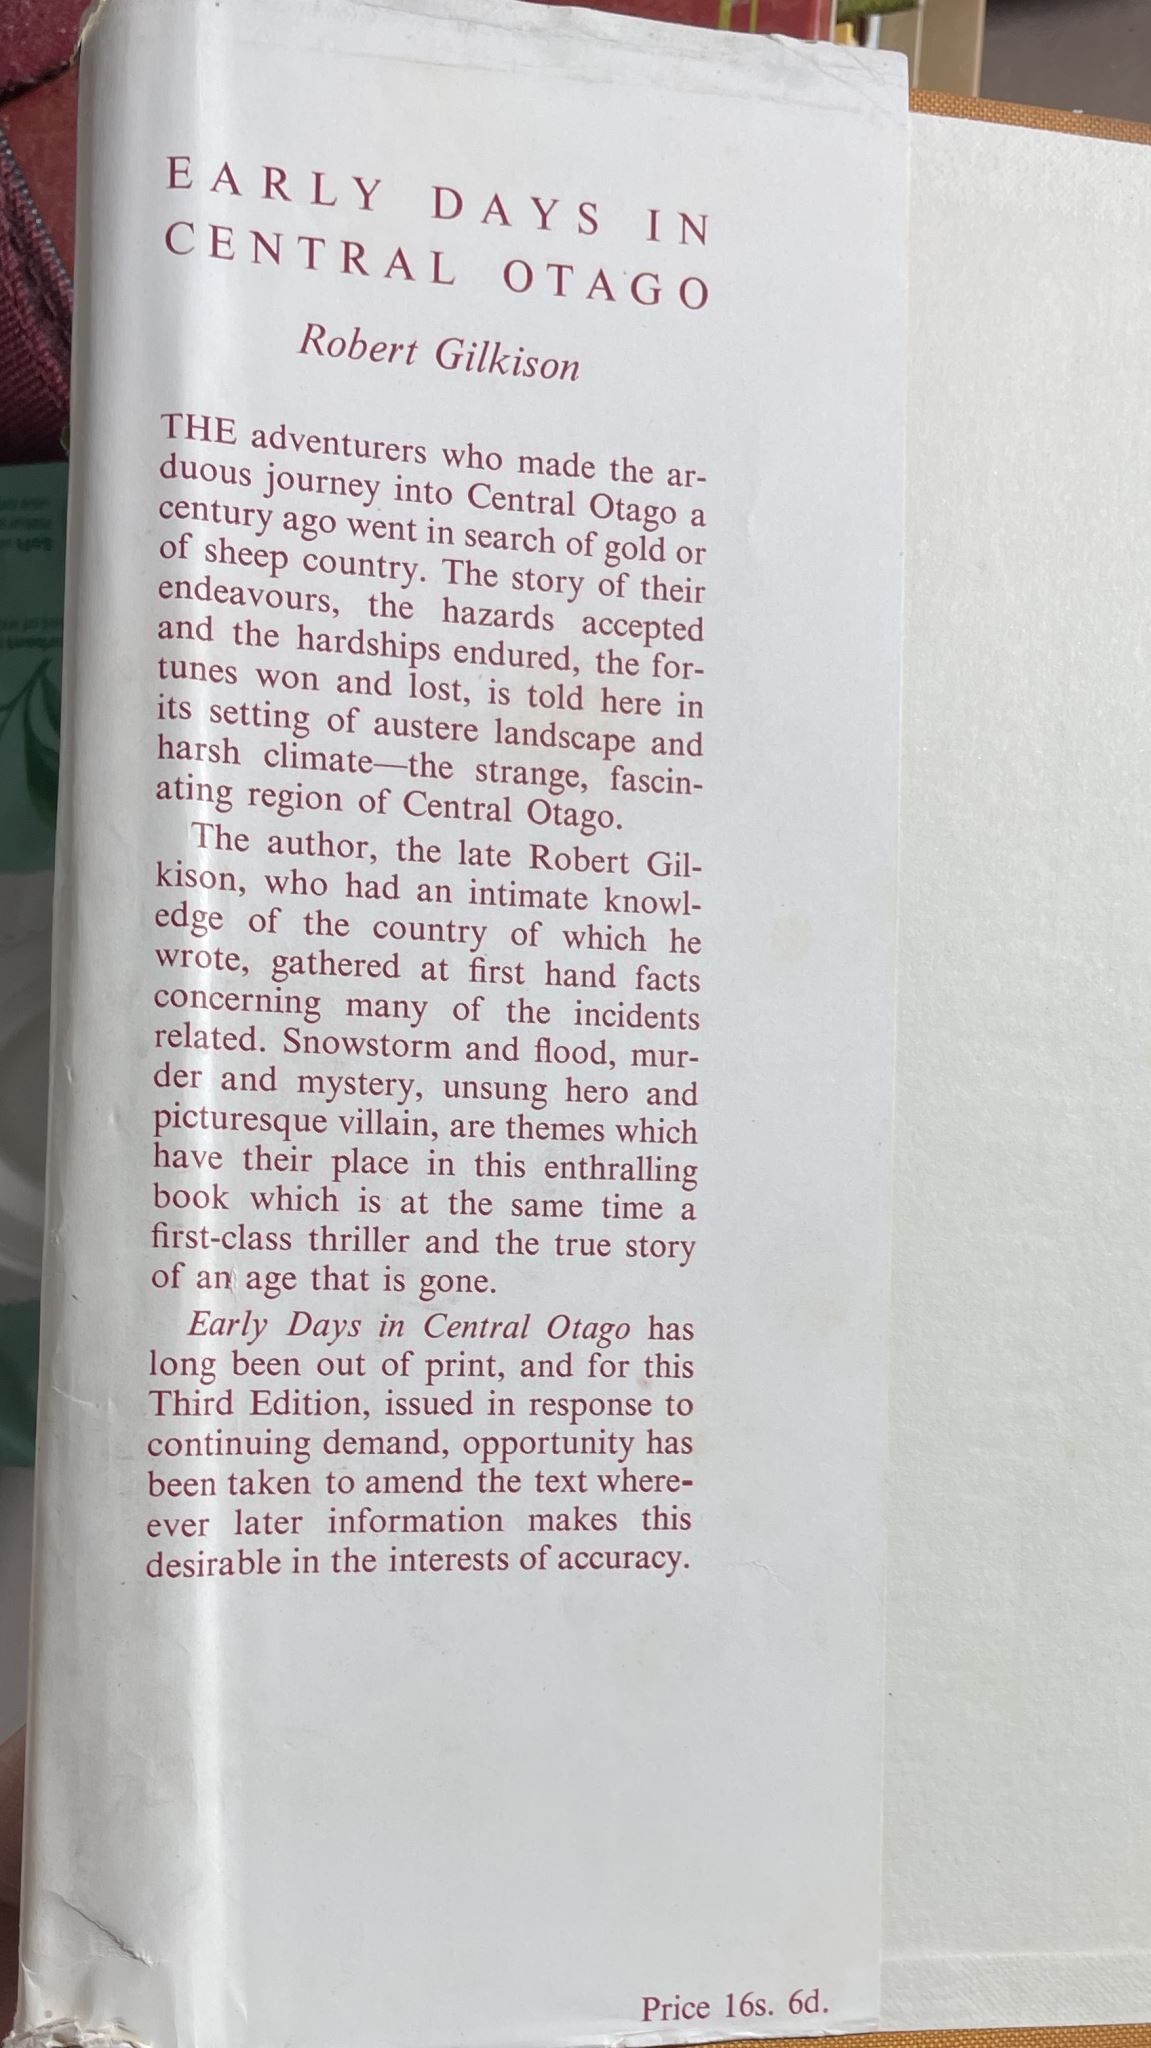 EARLY DAYS IN
CENTRAL OTAGO
Robert Gilkison
THE adventurers who made the ar-
duous journey into Central Otago a
century ago went in search of gold or
of sheep country. The story of their
endeavours, the hazards accepted
and the hardships endured, the for-
tunes won and lost, is told here in
its setting of austere landscape and
harsh climate—the strange, fascin-
ating region of Central Otago.
The author, the late Robert Gil-
kison, who had an intimate knowl-
edge of the country of which he
wrote, gathered at first hand facts
concerning many of the incidents
related. Snowstorm and flood, mur-
der and mystery, unsung hero and
picturesque villain, are themes which
have their place in this enthralling
book which is at the same time a
first-class thriller and the true story
of an age that is gone.
Early Days in Central Otago has
long been out of print, and for this
Third Edition, issued in response to
continuing demand, opportunity has
been taken to amend the text where-
ever later information makes this
desirable in the interests of accuracy.
Price 16s. 6d.